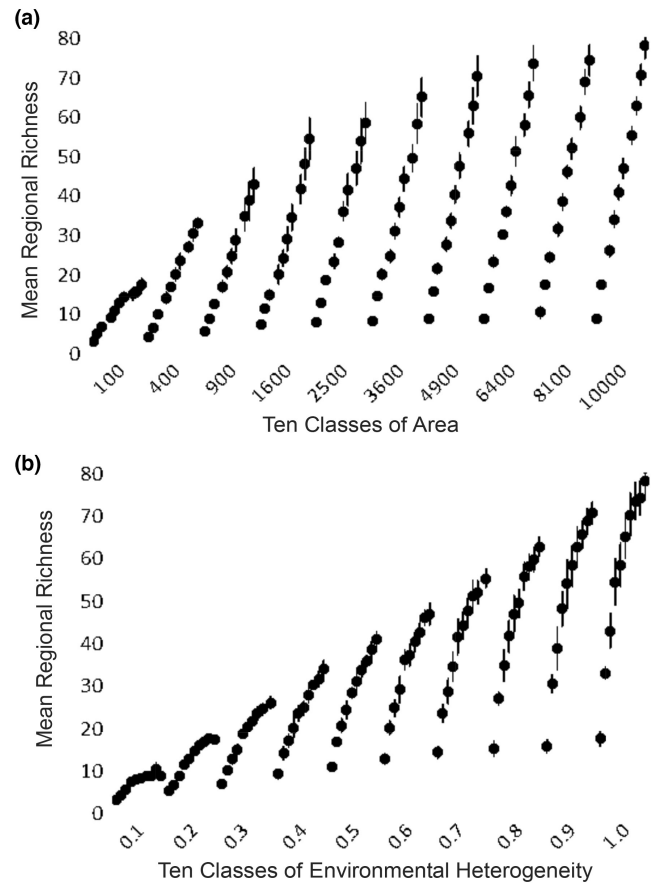 (a)
80
70
60
50
40
30
20
10
0
Mean Regional Richness
100 400 900 1600 2500 3600 4900 6400 8100 10000
Ten Classes of Area
(b)
80
70
60
50
40
30
20
10
0
Mean Regional Richness
0.1 0.2 0.3 0.4 0.5 0.6 0.7 0.8 0.9 1.0
Ten Classes of Environmental Heterogeneity